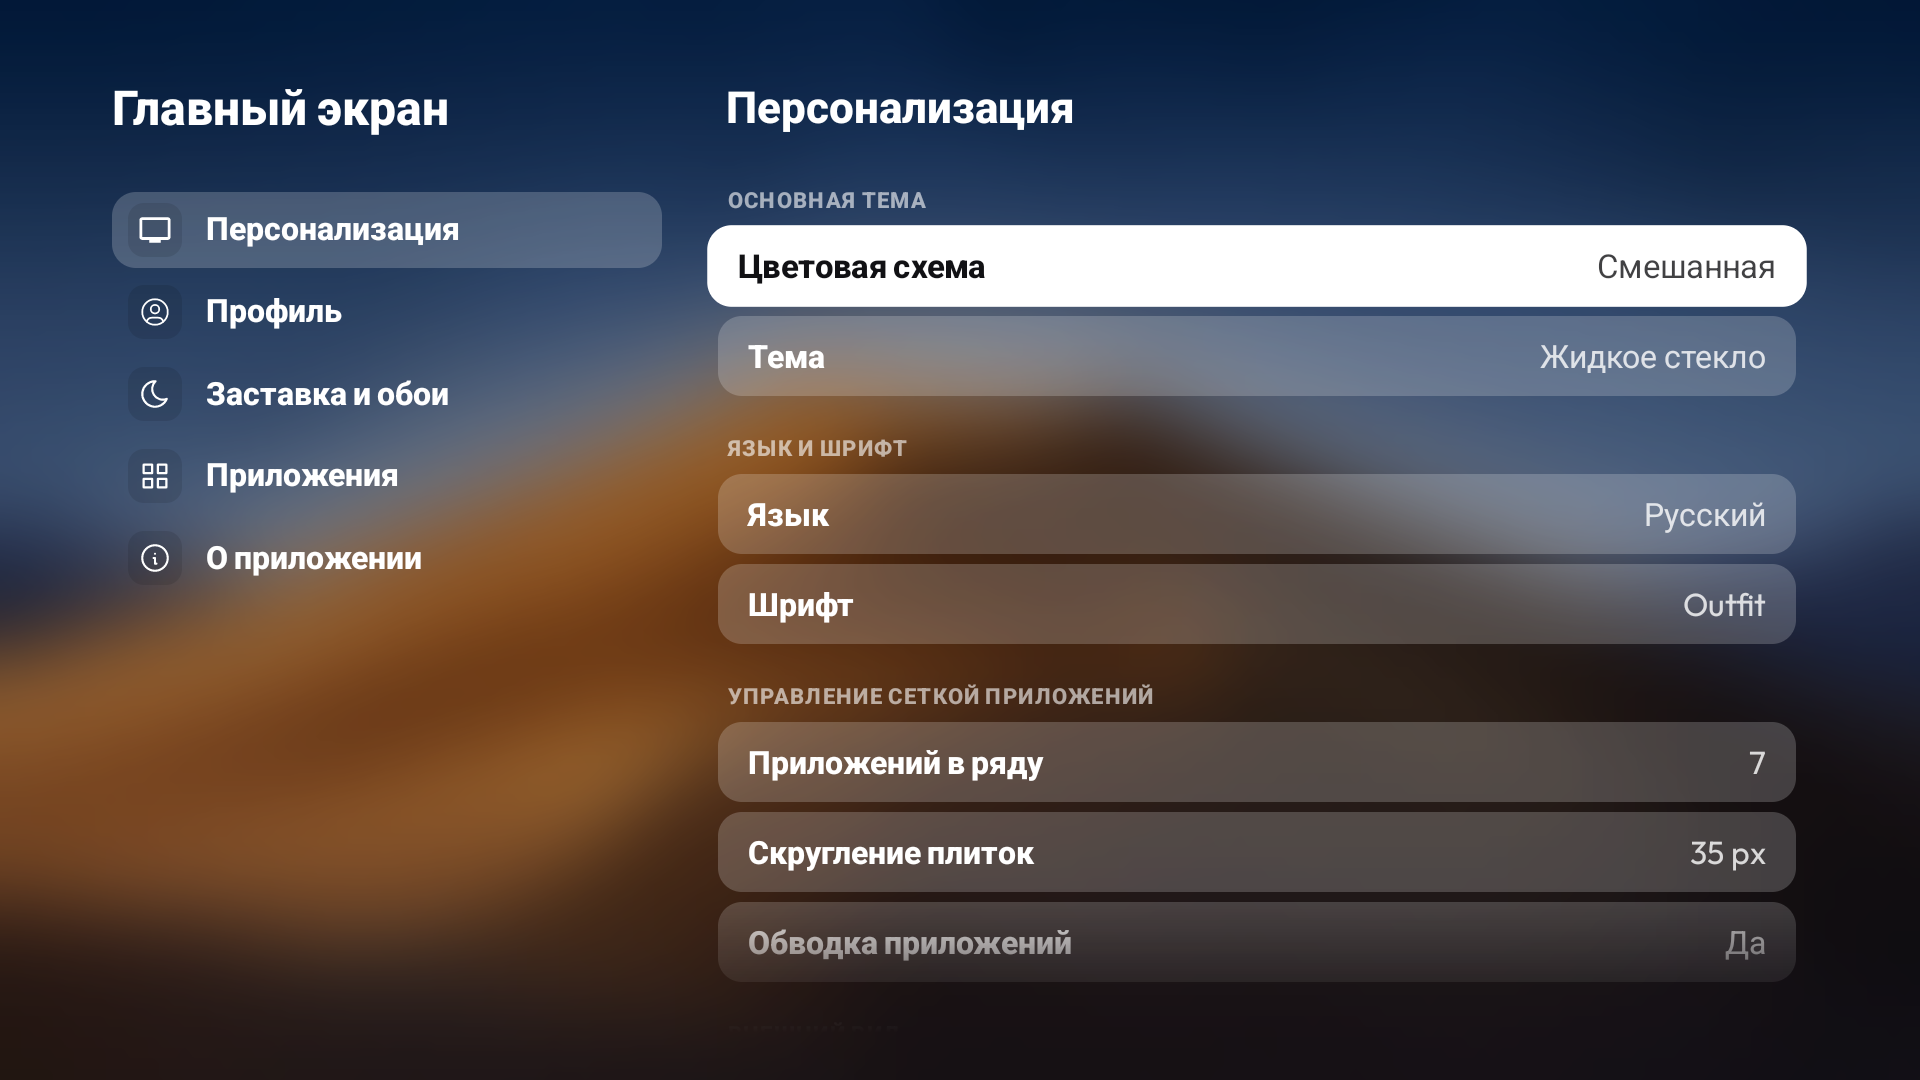 Главный экран
Персонализация
Профиль
Заставка и обои
Приложения
О приложении
Персонализация
ОСНОВНАЯ ТЕМА
Цветовая схема Смешанная
Тема Жидкое стекло
ЯЗЫК И ШРИФТ
Язык Русский
Шрифт Outfit
УПРАВЛЕНИЕ СЕТКОЙ ПРИЛОЖЕНИЙ
Приложений в ряду 7
Скругление плиток 35 px
Обводка приложений Да